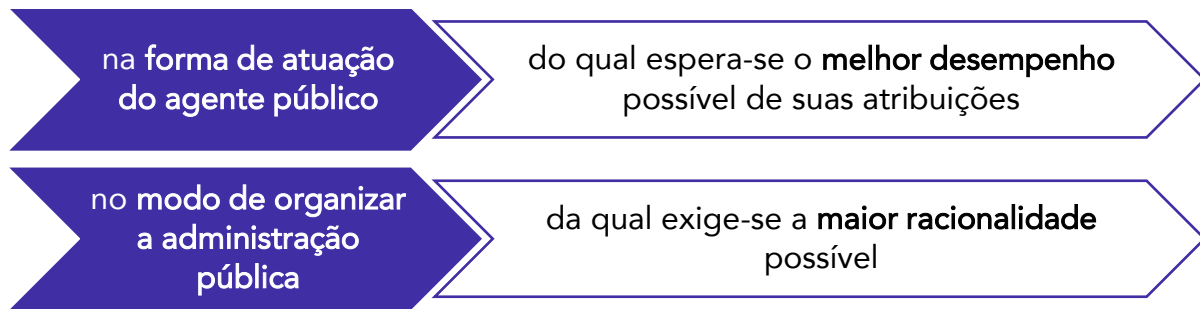 na forma de atuação
do agente público
do qual espera-se o melhor desempenho
possível de suas atribuições
no modo de organizar
a administração
pública
da qual exige-se a maior racionalidade
possível